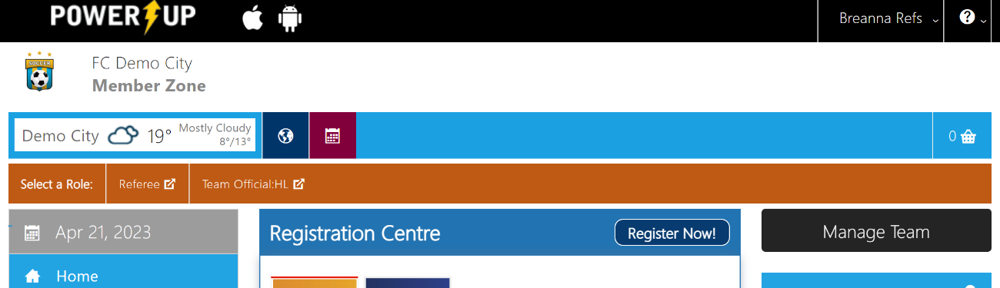 POWER UP
Breanna Refs
?
SOCCER
FC Demo City
Member Zone
Demo City 19° Mostly Cloudy
8°/13°
0
Select a Role: Referee Team Official:HL
Apr 21, 2023
Registration Centre Register Now!
Manage Team
Home